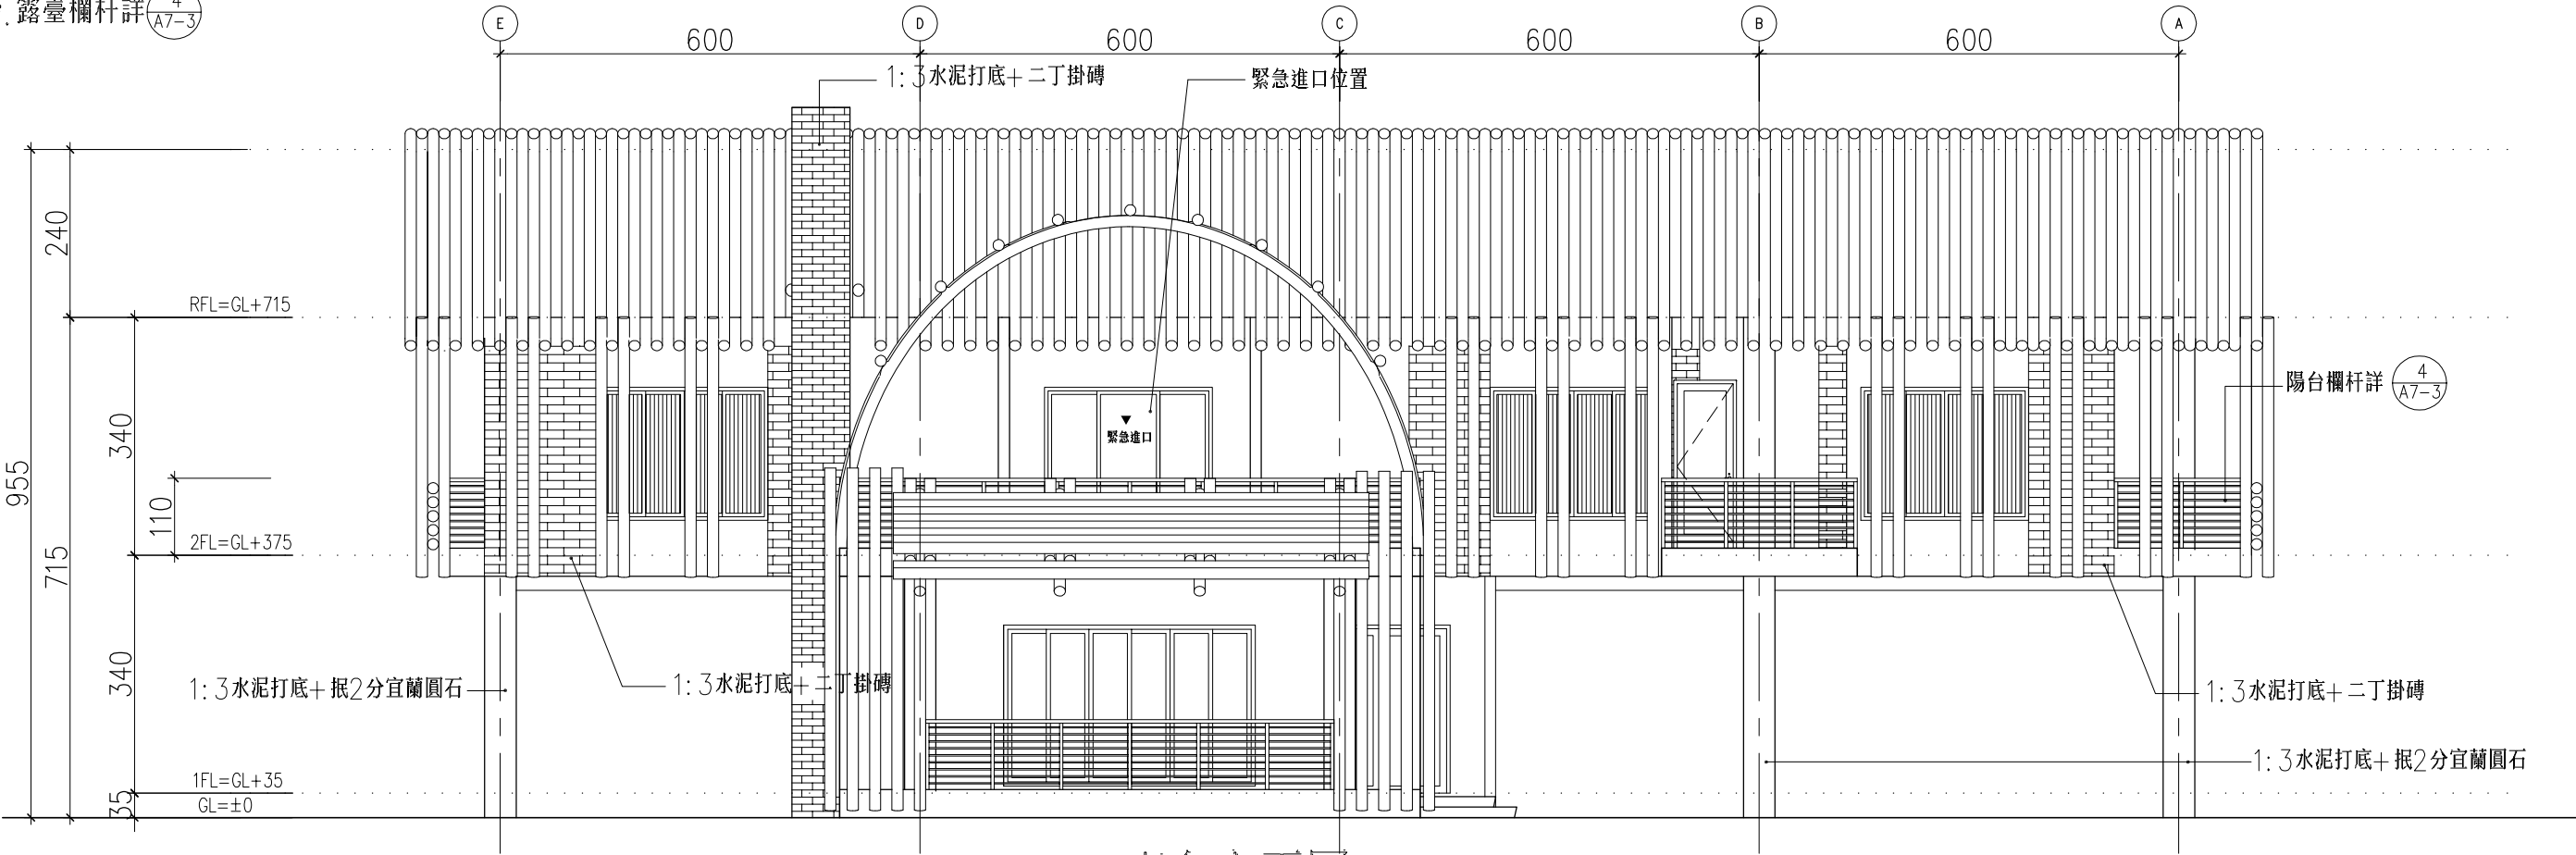 露臺欄杆詳 4 A7-3
E D C B A
600 600 600 600
1:3水泥打底+二丁掛磚
緊急進口位置
240
RFL=GL+715
340
陽台欄杆詳 4 A7-3
緊急進口
955
110
2FL=GL+375
715
340
1:3水泥打底+抿2分宜蘭圓石
1:3水泥打底+二丁掛磚
1:3水泥打底+二丁掛磚
1:3水泥打底+抿2分宜蘭圓石
1FL=GL+35
35
GL=±0